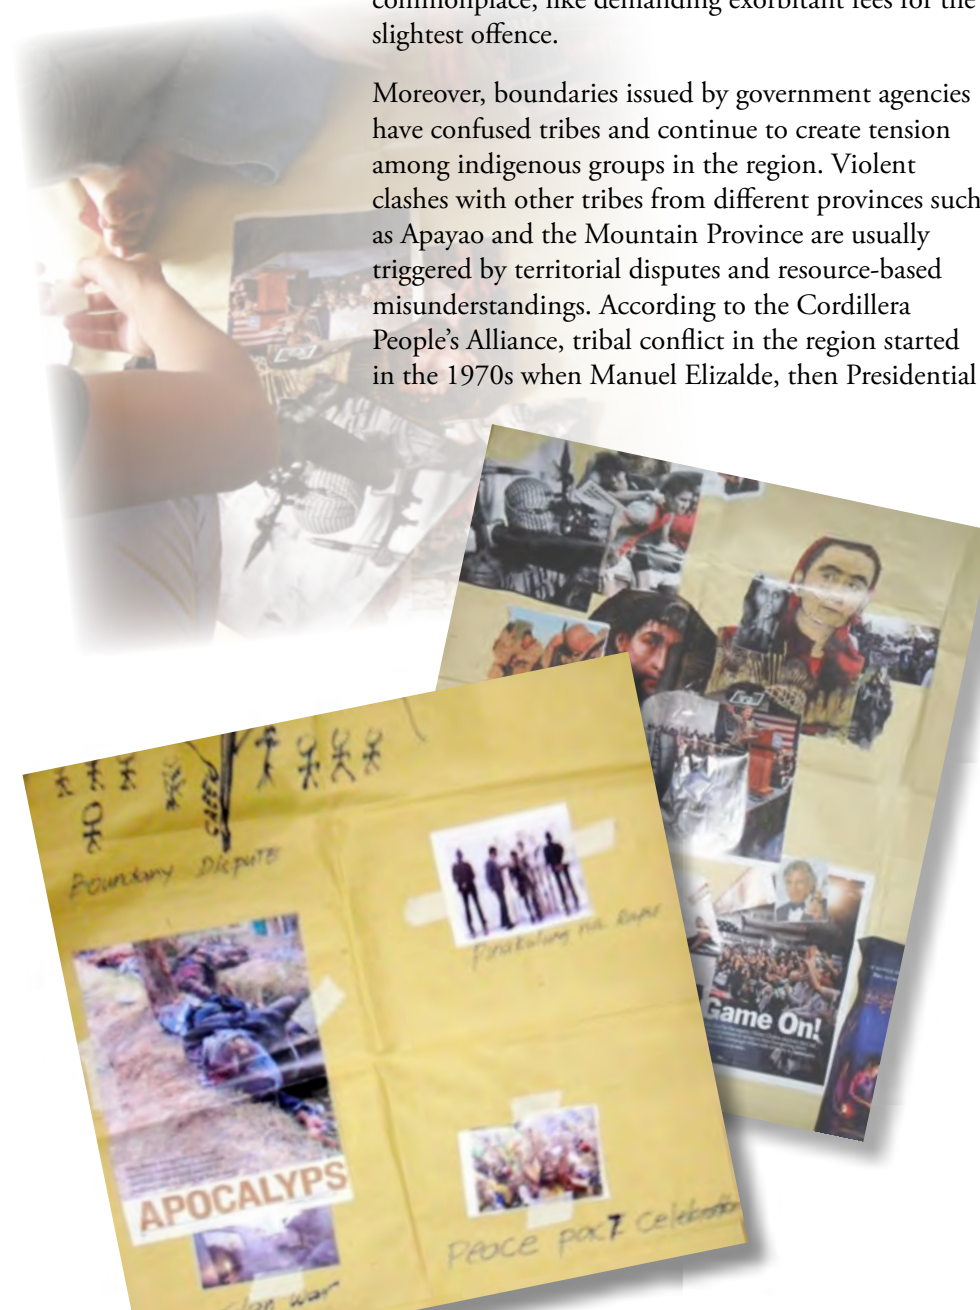 commonplace, like demanding exorbitant fees for the
slightest offence.
Moreover, boundaries issued by government agencies
have confused tribes and continue to create tension
among indigenous groups in the region. Violent
clashes with other tribes from different provinces such
as Apayao and the Mountain Province are usually
triggered by territorial disputes and resource-based
misunderstandings. According to the Cordillera
People's Alliance, tribal conflict in the region started
in the 1970s when Manuel Elizalde, then Presidential
Game On!
Boundary Dispute
APOCALYPS
Peace pact Celebration
war